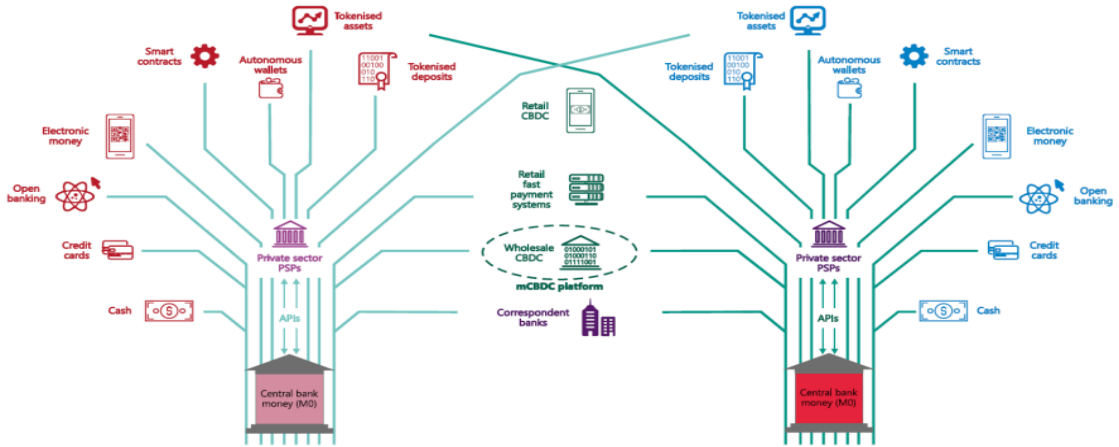 Tokenised
assets
Tokenised
assets
Smart
contracts
Autonomous
wallets
11001
00100
010
110
Tokenised
deposits
Tokenised
deposits
11001
00100
010
110
Autonomous
wallets
Smart
contracts
Retail
CBDC
Electronic
money
Electronic
money
Open
banking
Retail
fast
payment
systems
Open
banking
Credit
cards
Private sector
PSPs
Wholesale
CBDC
01000101
01000110
01111001
mCBDC platform
Private sector
PSPs
Credit
cards
Cash
APIs
Correspondent
banks
APIs
Cash
Central bank
money (M0)
Central bank
money (M0)